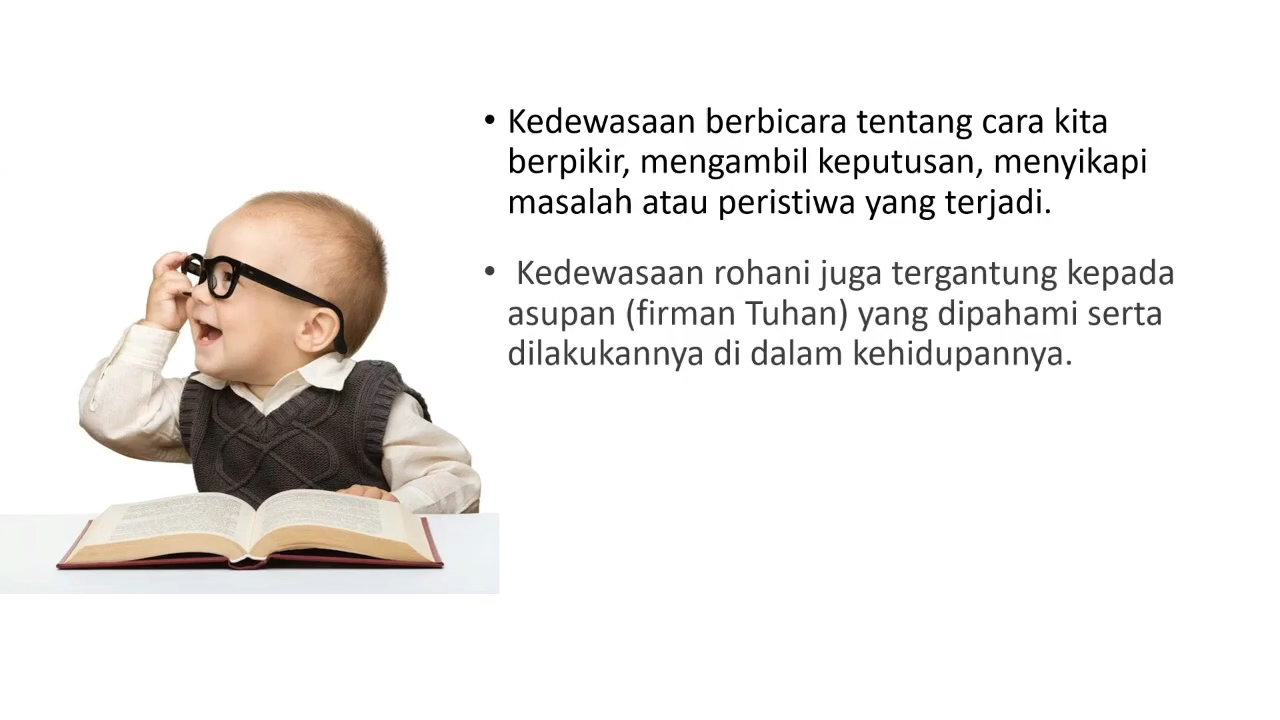 • Kedewasaan berbicara tentang cara kita
berpikir, mengambil keputusan, menyikapi
masalah atau peristiwa yang terjadi.
• Kedewasaan rohani juga tergantung kepada
asupan (firman Tuhan) yang dipahami serta
dilakukannya di dalam kehidupannya.